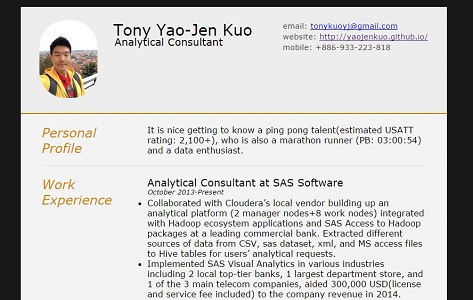 Tony Yao-Jen Kuo
Analytical Consultant
email: tonykuoyj@gmail.com
website: http://yaojenkuo.github.io/
mobile: +886-933-223-818
Personal
Profile
It is nice getting to know a ping pong talent(estimated USATT
rating: 2,100+), who is also a marathon runner (PB: 03:00:54)
and a data enthusiast.
Work
Experience
Analytical Consultant at SAS Software
October 2013-Present
• Collaborated with Cloudera's local vendor building up an
analytical platform (2 manager nodes+8 work nodes) integrated
with Hadoop ecosystem applications and SAS Access to Hadoop
packages at a leading commercial bank. Extracted different
sources of data from CSV, sas dataset, xml, and MS access files
to Hive tables for users' analytical requests.
• Implemented SAS Visual Analytics in various industries
including 2 local top-tier banks, 1 largest department store, and
1 of the 3 main telecom companies, aided 300,000 USD(license
and service fee included) to the company revenue in 2014.